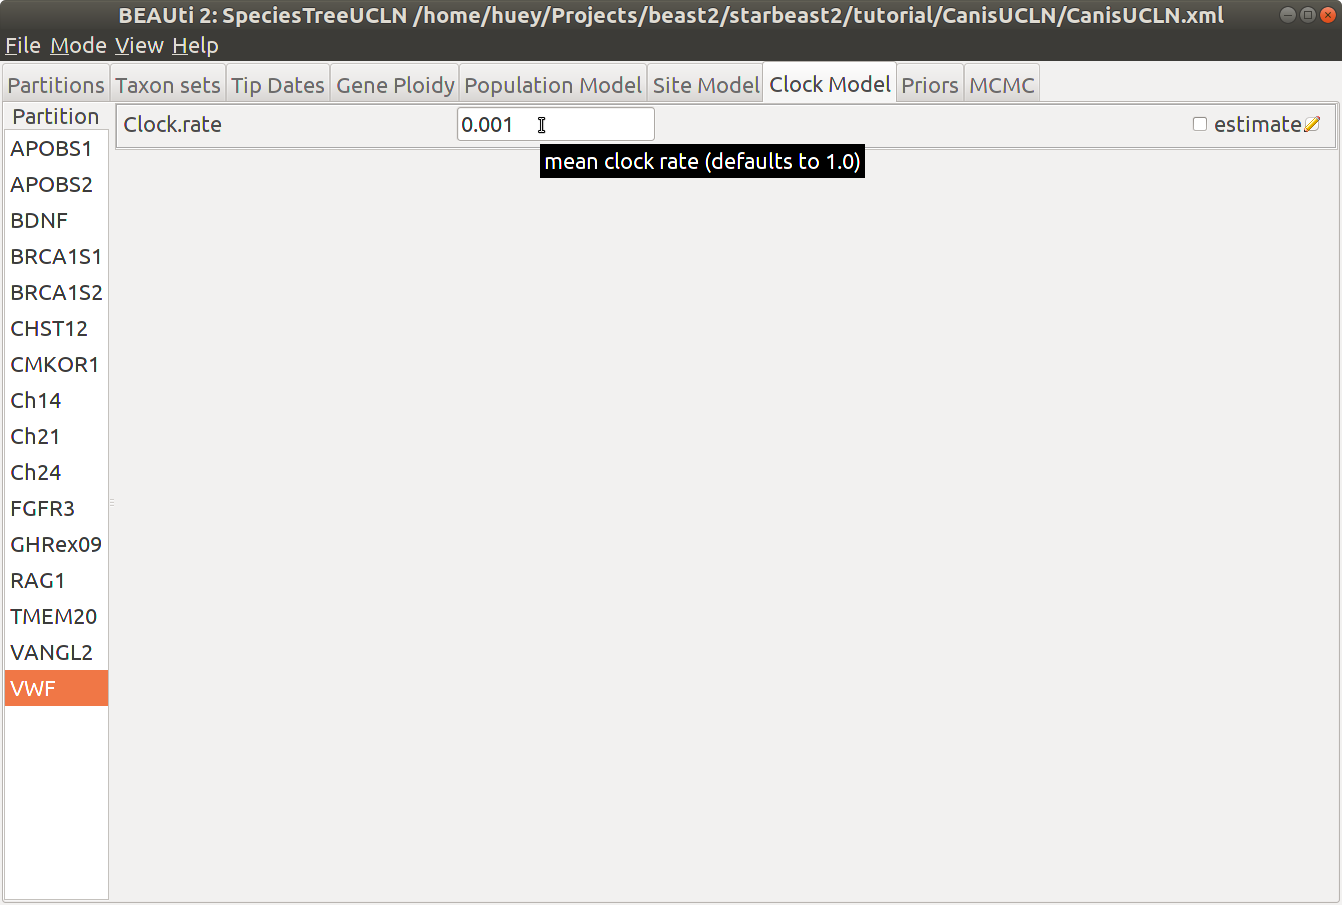 BEAUti 2: SpeciesTreeUCLN /home/huey/Projects/beast2/starbeast2/tutorial/CanisUCLN/CanisUCLN.xml
File Mode View Help
Partitions Taxon sets Tip Dates Gene Ploidy Population Model Site Model Clock Model Priors MCMC
Partition
Clock.rate 0.001 estimate
mean clock rate (defaults to 1.0)
APOBS1
APOBS2
BDNF
BRCA1S1
BRCA1S2
CHST12
CMKOR1
Ch14
Ch21
Ch24
FGFR3
GHRex09
RAG1
TMEM20
VANGL2
VWF